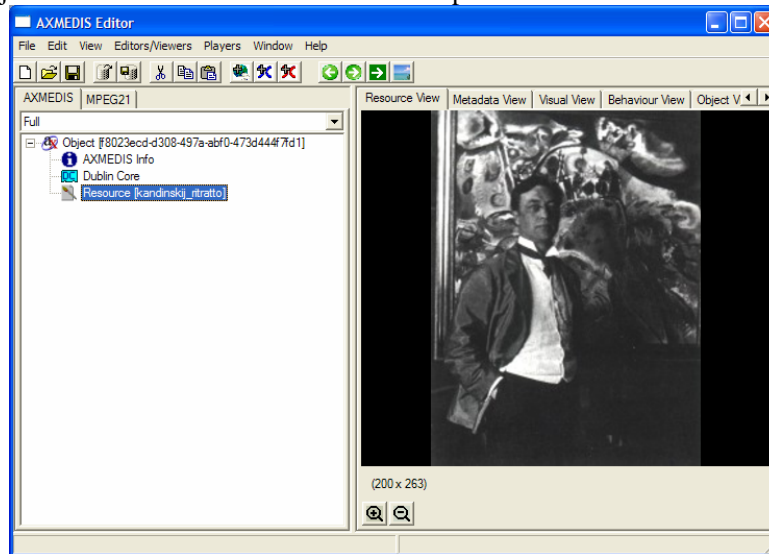 AXMEDIS Editor
File Edit View Editors/Viewers Players Window Help
AXMEDIS MPEG21
Full
Object [f8023ecd-d308-497a-abf0-473d444f7fd1]
AXMEDIS Info
DC Dublin Core
Resource [kandinskij_ritratto]
Resource View Metadata View Visual View Behaviour View Object V
(200 x 263)